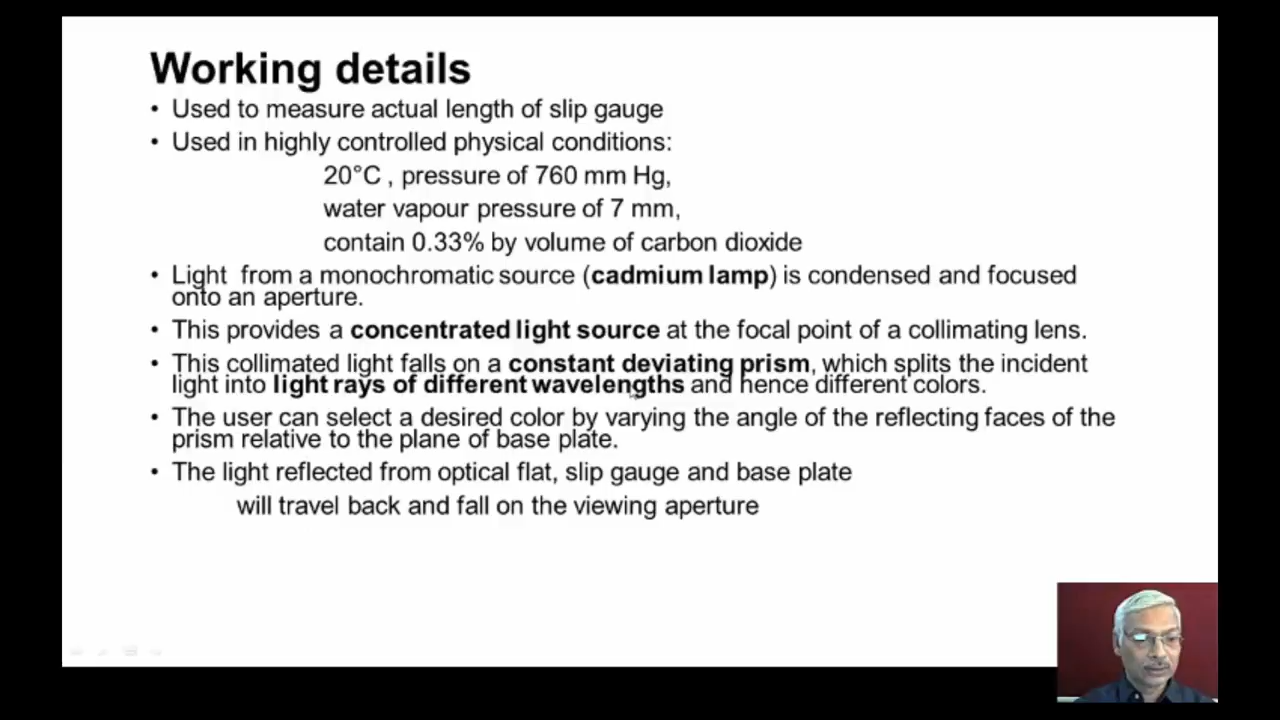 Working details
• Used to measure actual length of slip gauge
• Used in highly controlled physical conditions:
20°C , pressure of 760 mm Hg,
water vapour pressure of 7 mm,
contain 0.33% by volume of carbon dioxide
• Light from a monochromatic source (cadmium lamp) is condensed and focused
onto an aperture.
• This provides a concentrated light source at the focal point of a collimating lens.
• This collimated light falls on a constant deviating prism, which splits the incident
light into light rays of different wavelengths and hence different colors.
• The user can select a desired color by varying the angle of the reflecting faces of the
prism relative to the plane of base plate.
• The light reflected from optical flat, slip gauge and base plate
will travel back and fall on the viewing aperture